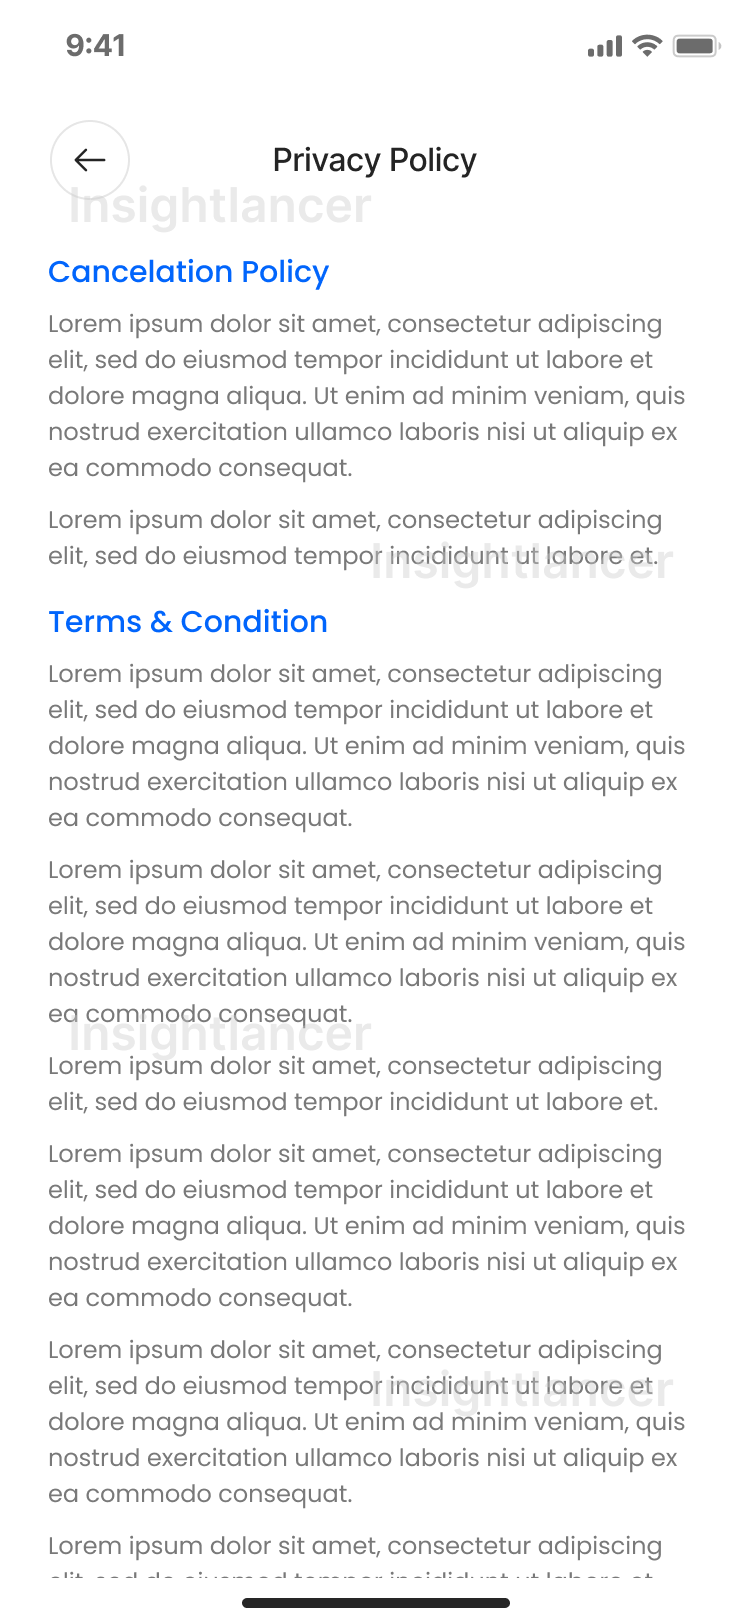 9:41
Privacy Policy
Insightlancer
Cancelation Policy
Lorem ipsum dolor sit amet, consectetur adipiscing
elit, sed do eiusmod tempor incididunt ut labore et
dolore magna aliqua. Ut enim ad minim veniam, quis
nostrud exercitation ullamco laboris nisi ut aliquip ex
ea commodo consequat.
Lorem ipsum dolor sit amet, consectetur adipiscing
elit, sed do eiusmod tempor incididunt ut labore et.
Insightlancer
Terms & Condition
Lorem ipsum dolor sit amet, consectetur adipiscing
elit, sed do eiusmod tempor incididunt ut labore et
dolore magna aliqua. Ut enim ad minim veniam, quis
nostrud exercitation ullamco laboris nisi ut aliquip ex
ea commodo consequat.
Lorem ipsum dolor sit amet, consectetur adipiscing
elit, sed do eiusmod tempor incididunt ut labore et
dolore magna aliqua. Ut enim ad minim veniam, quis
nostrud exercitation ullamco laboris nisi ut aliquip ex
ea commodo consequat.
Insightlancer
Lorem ipsum dolor sit amet, consectetur adipiscing
elit, sed do eiusmod tempor incididunt ut labore et.
Lorem ipsum dolor sit amet, consectetur adipiscing
elit, sed do eiusmod tempor incididunt ut labore et
dolore magna aliqua. Ut enim ad minim veniam, quis
nostrud exercitation ullamco laboris nisi ut aliquip ex
ea commodo consequat.
Lorem ipsum dolor sit amet, consectetur adipiscing
elit, sed do eiusmod tempor incididunt ut labore et
Insightlancer
dolore magna aliqua. Ut enim ad minim veniam, quis
nostrud exercitation ullamco laboris nisi ut aliquip ex
ea commodo consequat.
Lorem ipsum dolor sit amet, consectetur adipiscing